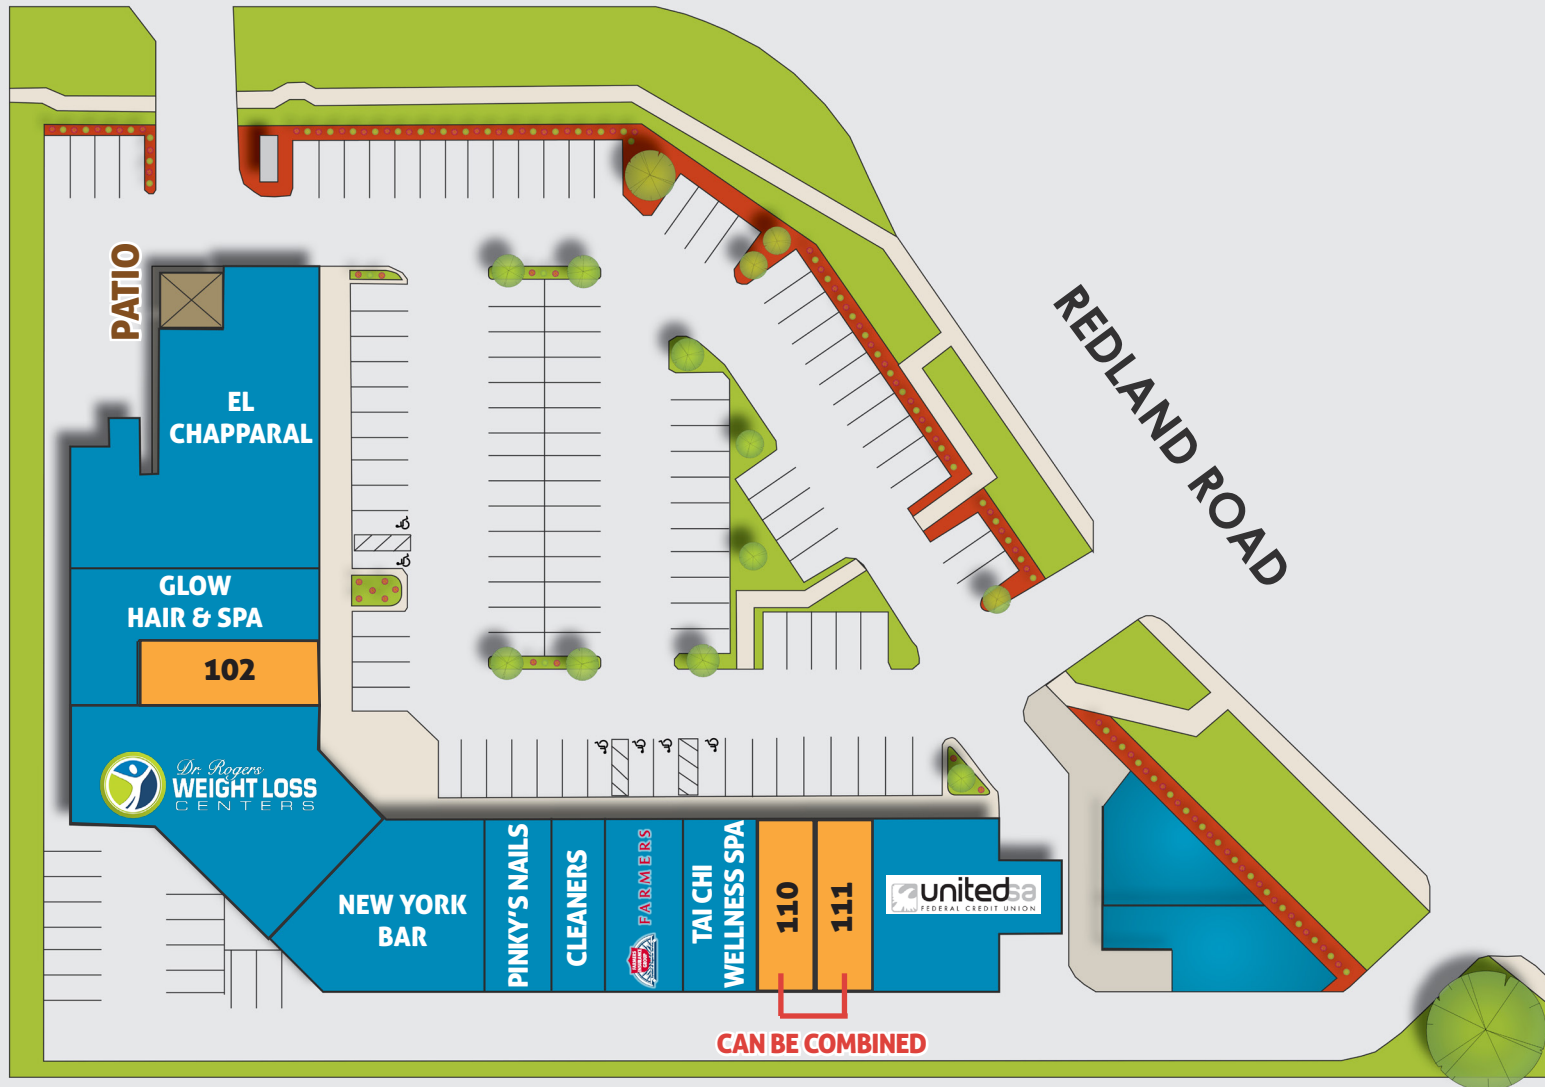 PATIO
EL
CHAPPARAL
REDLAND ROAD
GLOW
HAIR & SPA
102
Dr. Rogers
WEIGHT LOSS
CENTERS
NEW YORK
BAR
PINKY'S NAILS
CLEANERS
FARMERS
TAI CHI
WELLNESS SPA
110
111
unitedsa
FEDERAL CREDIT UNION
CAN BE COMBINED